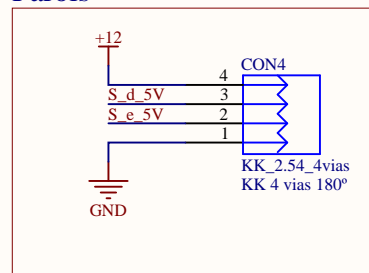 +12
CON4
4
S_d_5V
3
S_e_5V
2
1
KK_2.54_4vias
KK 4 vias 180º
GND